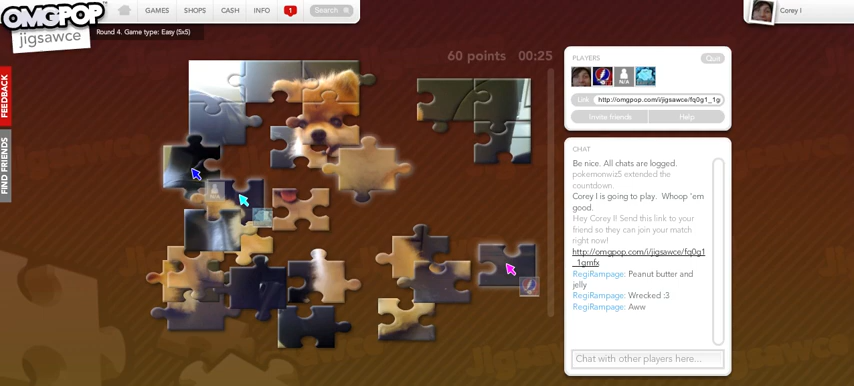 OMGPOP
GAMES SHOPS CASH INFO 1 Search
Corey I
jigsawce
Round 4. Game type: Easy (5x5)
60 points 00:25
FEEDBACK
FIND FRIENDS
PLAYERS
Quit
N/A
Link http://omgpop.com/i/jigsawce/fq0g1_1g
Invite friends Help
CHAT
Be nice. All chats are logged.
pokemonwiz5 extended the
countdown.
Corey I is going to play. Whoop 'em
good.
Hey Corey I! Send this link to your
friend so they can join your match
right now!
http://omgpop.com/i/jigsawce/fq0g1
_1gmfx
RegiRampage: Peanut butter and
jelly
RegiRampage: Wrecked :3
RegiRampage: Aww
Chat with other players here...
N/A